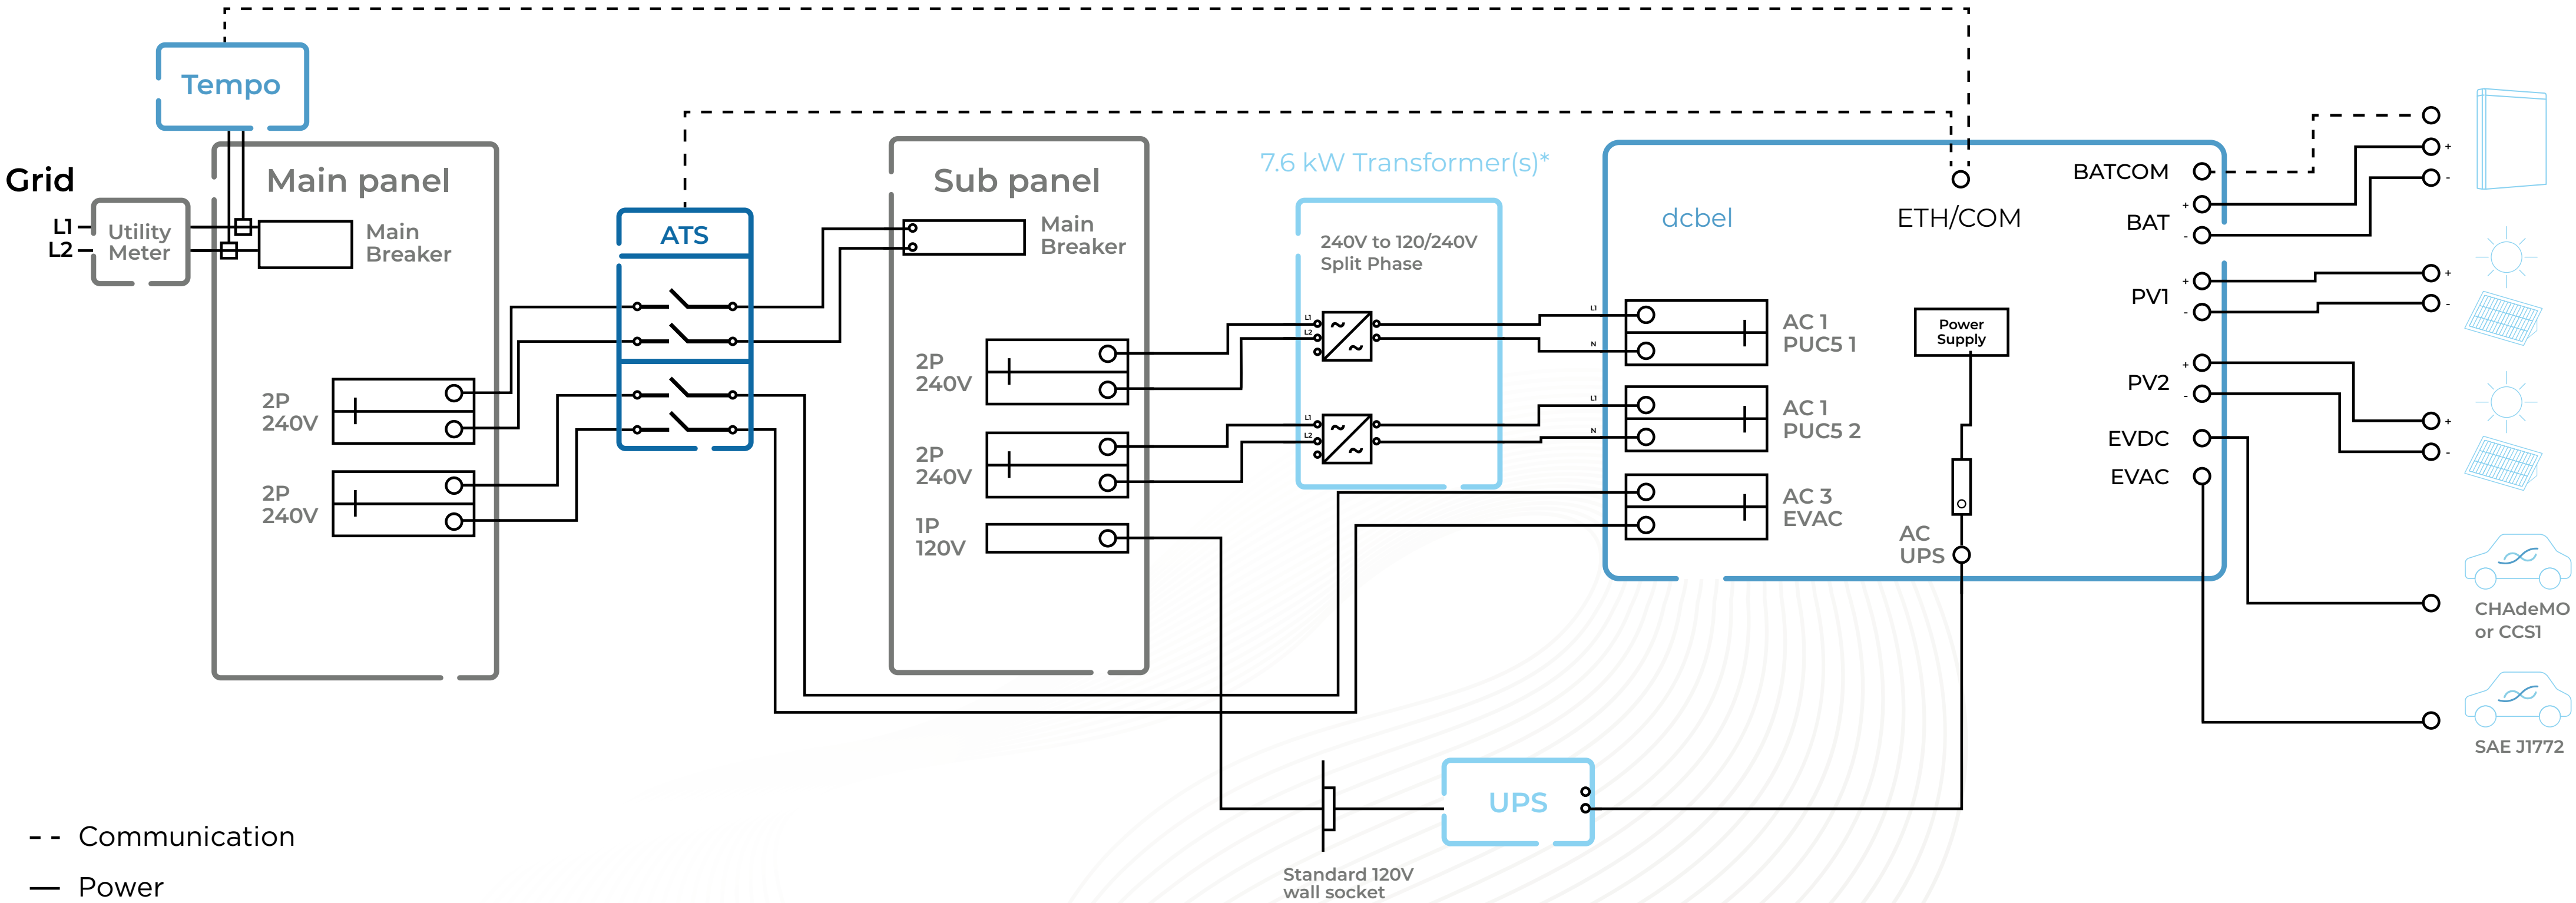 Tempo
Grid
L1
L2
Utility
Meter
Main panel
Main
Breaker
2P
240V
2P
240V
ATS
Sub panel
Main
Breaker
2P
240V
2P
240V
1P
120V
7.6 kW Transformer(s)*
240V to 120/240V
Split Phase
L1
L2
L1
L2
dcbel
L1
N
AC 1
PUC5 1
L1
N
AC 1
PUC5 2
AC 3
EVAC
ETH/COM
Power
Supply
AC
UPS
BATCOM
BAT
+
-
PV1
+
-
PV2
+
-
EVDC
EVAC
+
-
+
-
+
-
CHAdeMO
or CCS1
SAE J1772
UPS
Standard 120V
wall socket
-- Communication
— Power